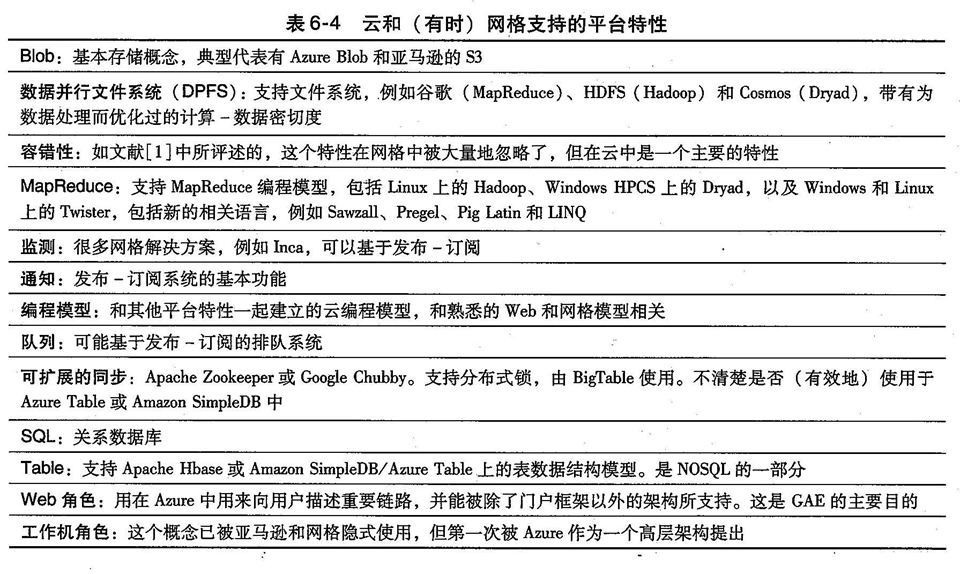 表 6-4 云和（有时）网格支持的平台特性
Blob：基本存储概念，典型代表有 Azure Blob 和亚马逊的 S3
数据并行文件系统（DPFS）：支持文件系统，例如谷歌（MapReduce）、HDFS（Hadoop）和 Cosmos（Dryad），带有为
数据处理而优化过的计算－数据密切度
容错性：如文献[1]中所评述的，这个特性在网格中被大量地忽略了，但在云中是一个主要的特性
MapReduce：支持 MapReduce 编程模型，包括 Linux 上的 Hadoop、Windows HPCS 上的 Dryad，以及 Windows 和 Linux
上的 Twister，包括新的相关语言，例如 Sawzall、Pregel、Pig Latin 和 LINQ
监测：很多网格解决方案，例如 Inca，可以基于发布－订阅
通知：发布－订阅系统的基本功能
编程模型：和其他平台特性一起建立的云编程模型，和熟悉的 Web 和网格模型相关
队列：可能基于发布－订阅的排队系统
可扩展的同步：Apache Zookeeper 或 Google Chubby。支持分布式锁，由 BigTable 使用。不清楚是否（有效地）使用于
Azure Table 或 Amazon SimpleDB 中
SQL：关系数据库
Table：支持 Apache Hbase 或 Amazon SimpleDB/Azure Table 上的表数据结构模型。是 NOSQL 的一部分
Web 角色：用在 Azure 中用来向用户描述重要链路，并能被除了门户框架以外的架构所支持。这是 GAE 的主要目的
工作机角色：这个概念已被亚马逊和网格隐式使用，但第一次被 Azure 作为一个高层架构提出